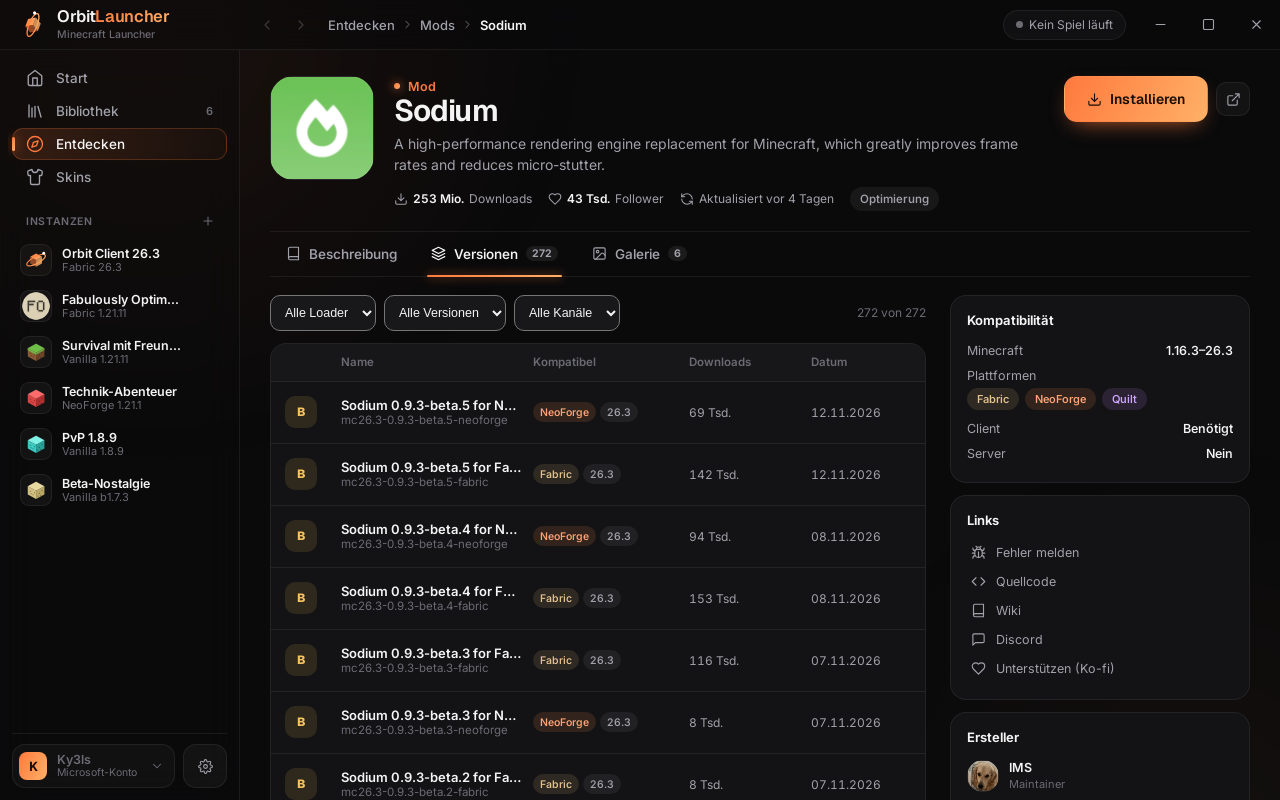 OrbitLauncher
Minecraft Launcher
Entdecken
Mods
Sodium
Kein Spiel läuft
Start
Bibliothek 6
Entdecken
Skins
INSTANZEN
Orbit Client 26.3
Fabric 26.3
FO
Fabulously Optim...
Fabric 1.21.11
Survival mit Freun...
Vanilla 1.21.11
Technik-Abenteuer
NeoForge 1.21.1
PvP 1.8.9
Vanilla 1.8.9
Beta-Nostalgie
Vanilla b1.7.3
K
Ky3ls
Microsoft-Konto
Mod
Sodium
A high-performance rendering engine replacement for Minecraft, which greatly improves frame
rates and reduces micro-stutter.
253 Mio. Downloads 43 Tsd. Follower Aktualisiert vor 4 Tagen Optimierung
Installieren
Beschreibung Versionen 272 Galerie 6
Alle Loader Alle Versionen Alle Kanäle 272 von 272
Name Kompatibel Downloads Datum
B Sodium 0.9.3-beta.5 for N... NeoForge 26.3 69 Tsd. 12.11.2026
mc26.3-0.9.3-beta.5-neoforge
B Sodium 0.9.3-beta.5 for Fa... Fabric 26.3 142 Tsd. 12.11.2026
mc26.3-0.9.3-beta.5-fabric
B Sodium 0.9.3-beta.4 for N... NeoForge 26.3 94 Tsd. 08.11.2026
mc26.3-0.9.3-beta.4-neoforge
B Sodium 0.9.3-beta.4 for F... Fabric 26.3 153 Tsd. 08.11.2026
mc26.3-0.9.3-beta.4-fabric
B Sodium 0.9.3-beta.3 for Fa... Fabric 26.3 116 Tsd. 07.11.2026
mc26.3-0.9.3-beta.3-fabric
B Sodium 0.9.3-beta.3 for N... NeoForge 26.3 8 Tsd. 07.11.2026
mc26.3-0.9.3-beta.3-neoforge
B Sodium 0.9.3-beta.2 for Fa... Fabric 26.3 8 Tsd. 07.11.2026
mc26.3-0.9.3-beta.2-fabric
Kompatibilität
Minecraft 1.16.3–26.3
Plattformen
Fabric NeoForge Quilt
Client Benötigt
Server Nein
Links
Fehler melden
Quellcode
Wiki
Discord
Unterstützen (Ko-fi)
Ersteller
IMS
Maintainer